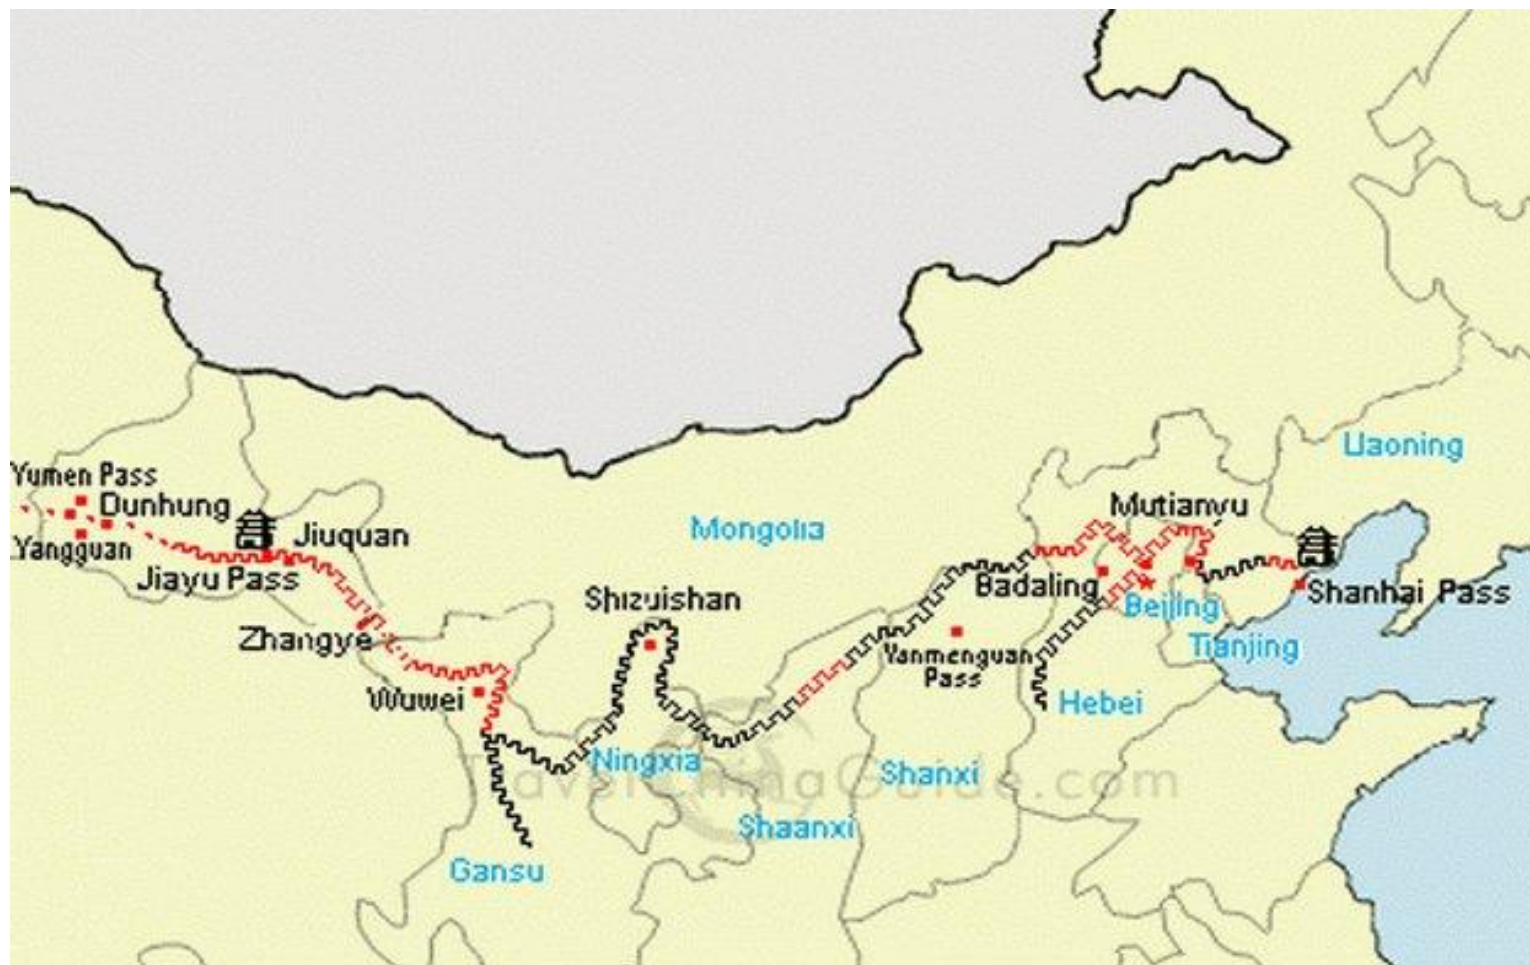 Liaoning
Yumen Pass
Dunhung
Mutianyu
Mongolia
Jiuquan
Yangguan
Jiayu Pass
Badaling
Shanhai Pass
Shizuishan
Beijing
Zhangye
Tianjing
Yanmenguan
Pass
Wuwei
Hebei
Ningxia
Shanxi
TravelChinaGuide.com
Shaanxi
Gansu